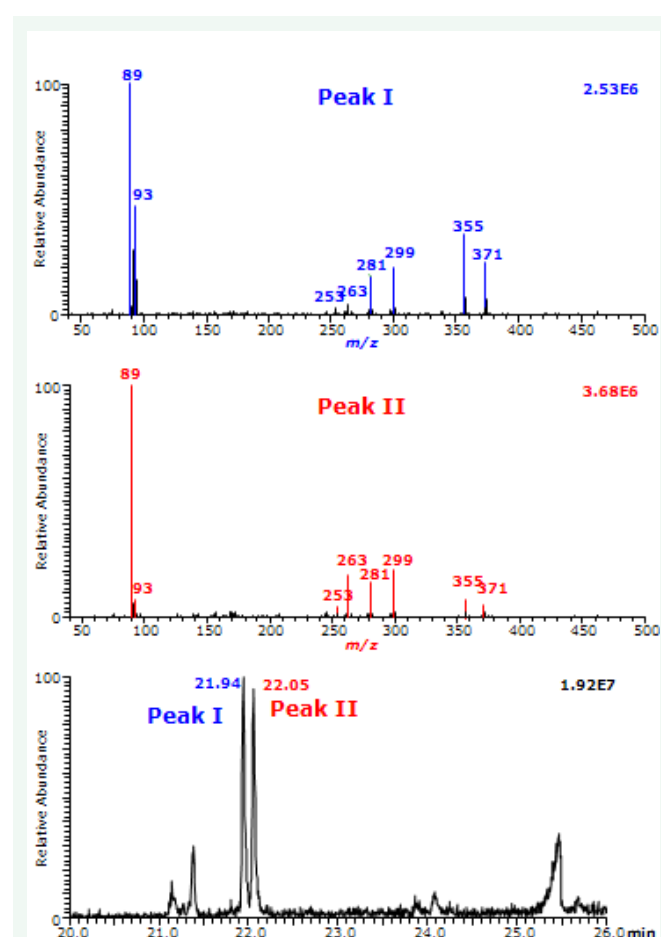 89
100
Peak I
2.53E6
Relative Abundance
93
355
299
371
281
263
253
0
50 100 150 200 250 300 350 400 450 500
m/z
89
100
Peak II
3.68E6
Relative Abundance
263 299
93
281
355
371
253
0
50 100 150 200 250 300 350 400 450 500
m/z
100
21.94 22.05
1.92E7
Peak I Peak II
Relative Abundance
0
20.0 21.0 22.0 23.0 24.0 25.0 26.0 min